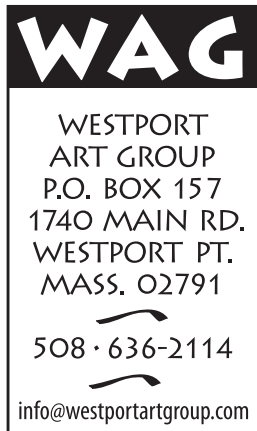 WAG
WESTPORT
ART GROUP
P.O. BOX 157
1740 MAIN RD.
WESTPORT PT.
MASS. 02791
508 · 636-2114
info@westportartgroup.com